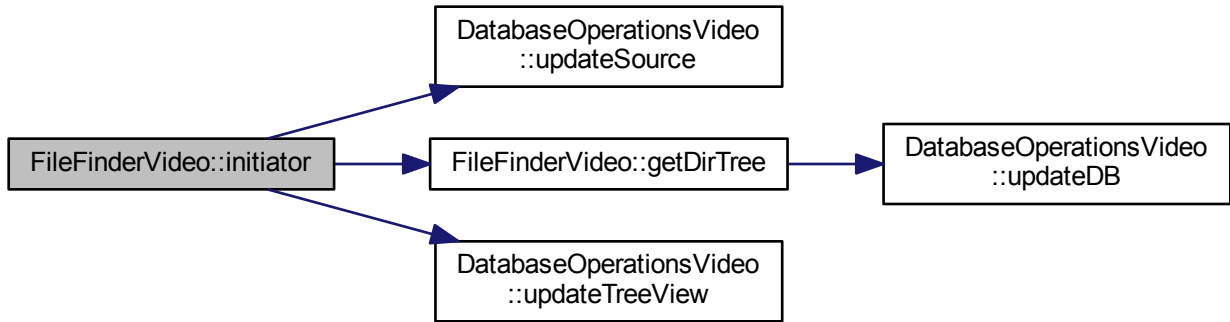 DatabaseOperationsVideo
::updateSource
FileFinderVideo::initiator
FileFinderVideo::getDirTree
DatabaseOperationsVideo
::updateDB
DatabaseOperationsVideo
::updateTreeView